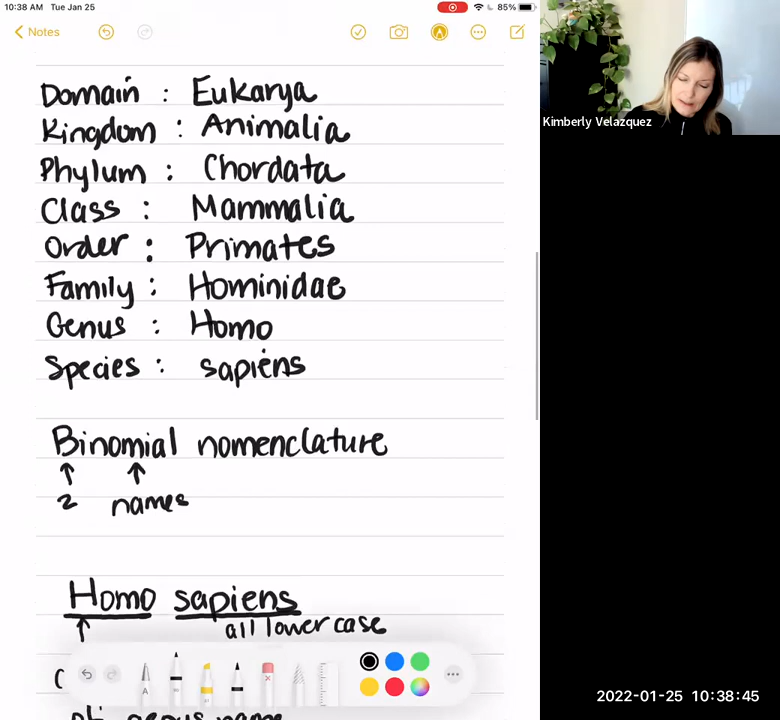 10:38 AM Tue Jan 25
85%
Notes
Domain : Eukarya
Kingdom : Animalia
Phylum : Chordata
Class : Mammalia
Order : Primates
Family : Hominidae
Genus : Homo
Species : sapiens
Binomial nomenclature
2 names
Homo sapiens
all lower case
genus name
Kimberly Velazquez
2022-01-25 10:38:45